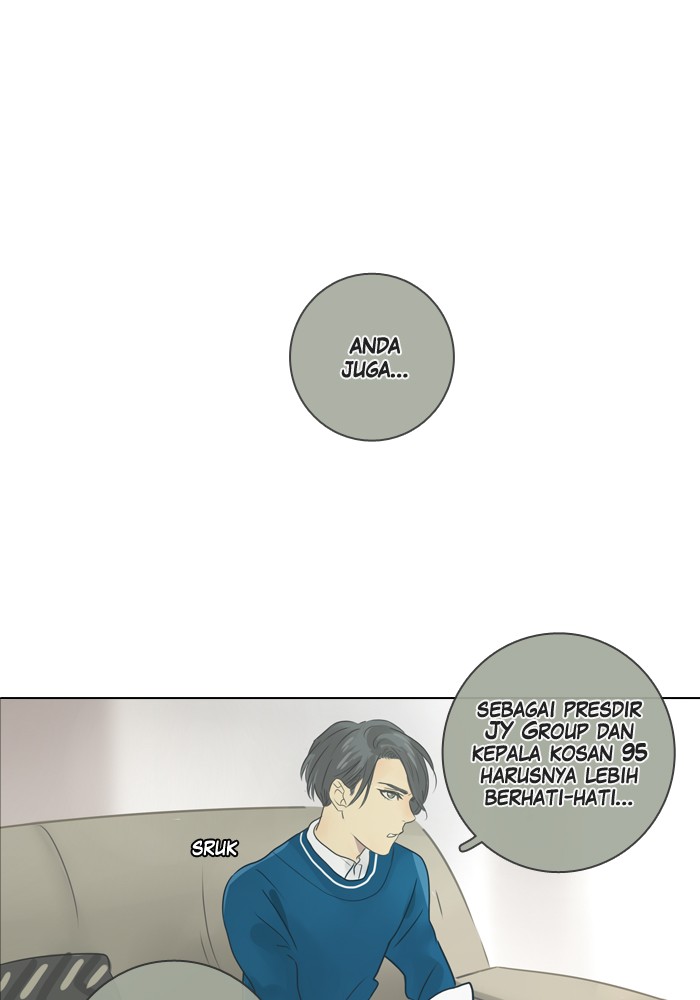 ANDA
JUGA...
SEBAGAI PRESDIR
JY GROUP DAN
KEPALA KOSAN 95
HARUSNYA LEBIH
BERHATI-HATI...
SRUK